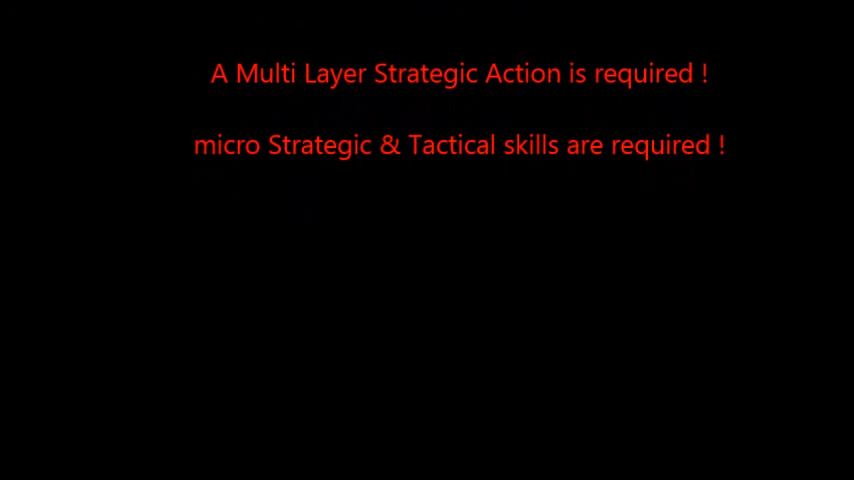 A Multi Layer Strategic Action is required !
micro Strategic & Tactical skills are required !